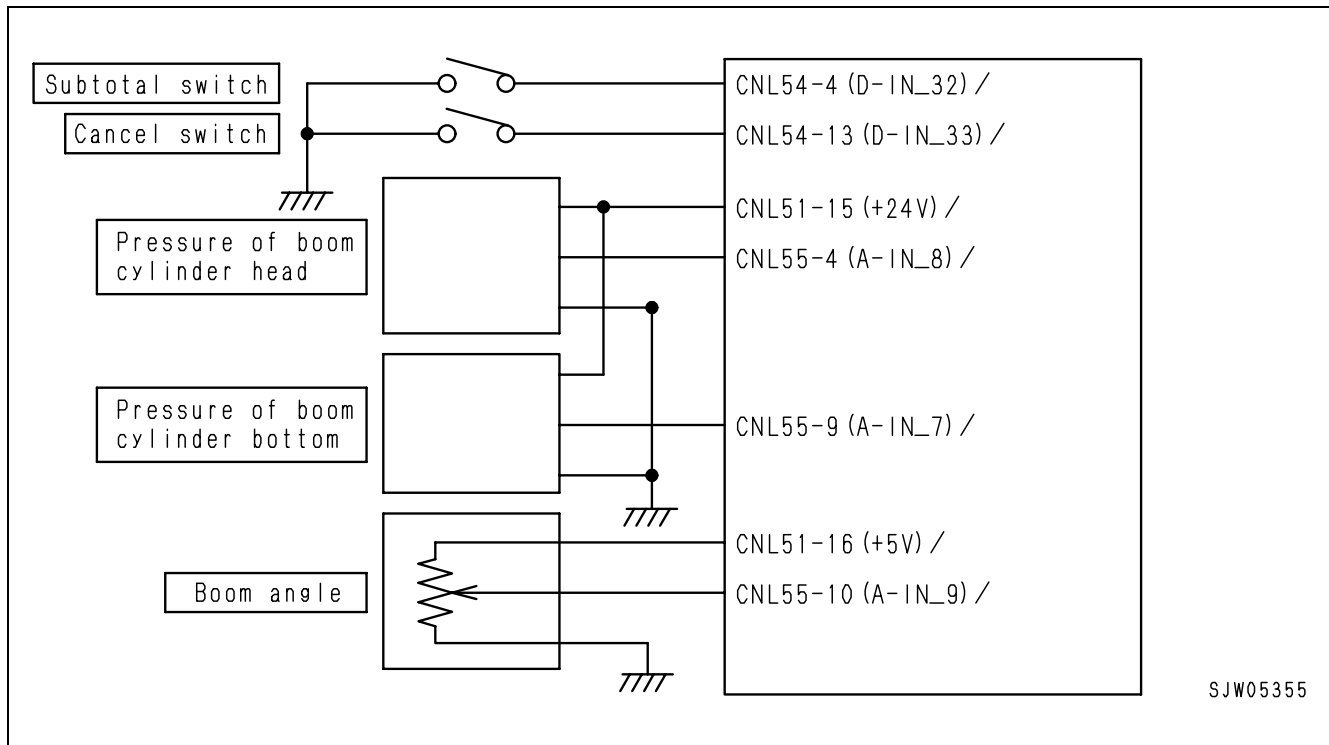 Subtotal switch
CNL54-4 (D-IN_32) /
Cancel switch
CNL54-13 (D-IN_33) /
CNL51-15 (+24V) /
Pressure of boom
cylinder head
CNL55-4 (A-IN_8) /
Pressure of boom
cylinder bottom
CNL55-9 (A-IN_7) /
CNL51-16 (+5V) /
Boom angle
CNL55-10 (A-IN_9) /
SJW05355